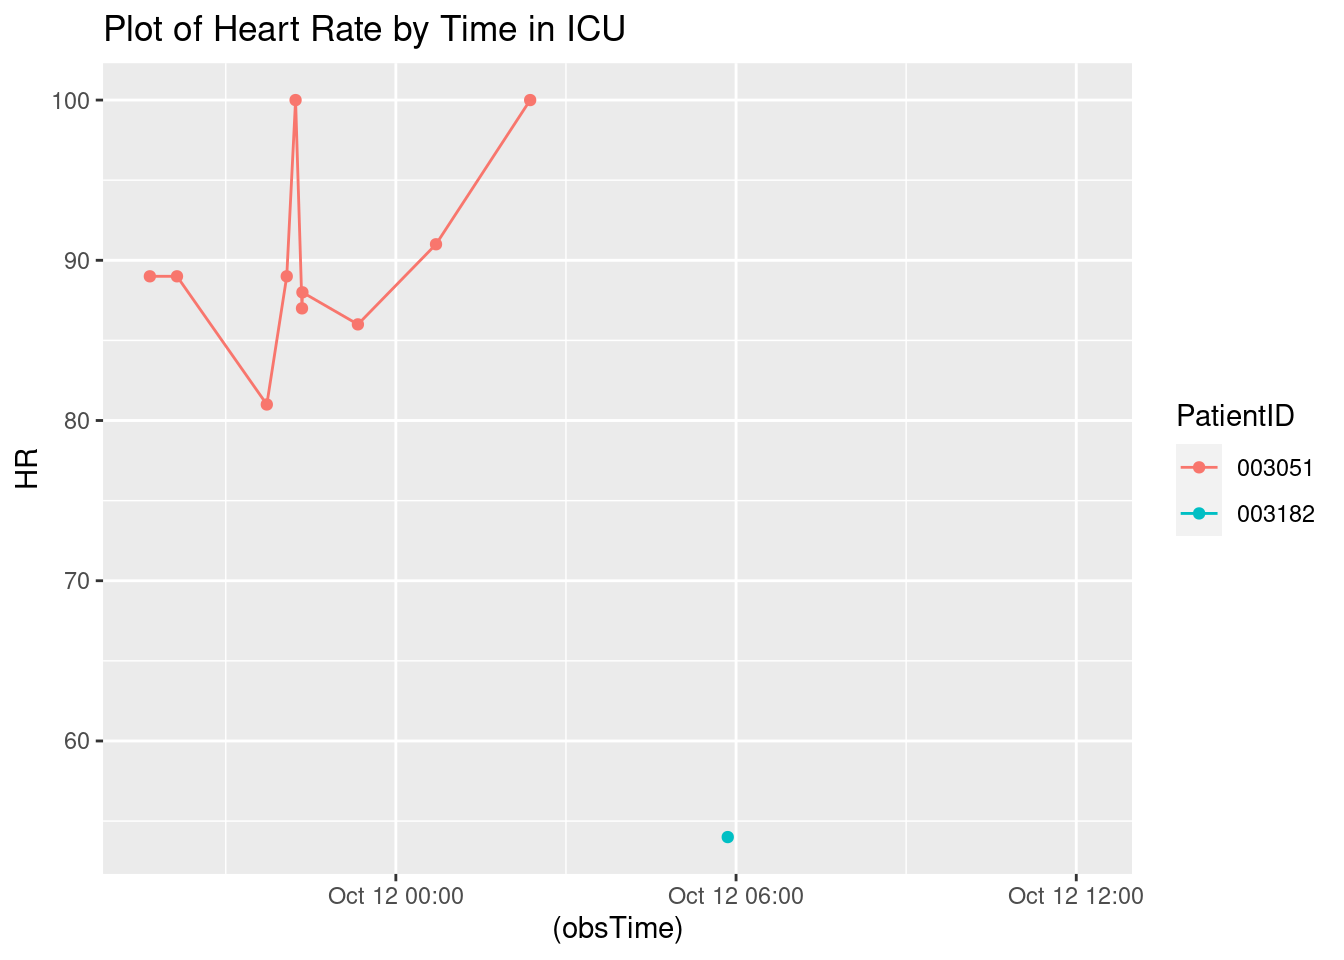 Plot of Heart Rate by Time in ICU
100
90
80
70
60
HR
Oct 12 00:00
Oct 12 06:00
Oct 12 12:00
(obsTime)
PatientID
003051
003182